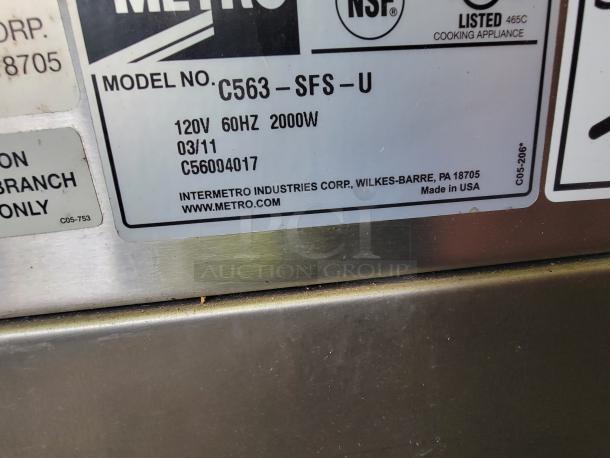 METRO
NSF®
LISTED 465C
COOKING APPLIANCE
ORP.
8705
MODEL NO. C563-SFS-U
120V 60HZ 2000W
03/11
C56004017
INTERMETRO INDUSTRIES CORP., WILKES-BARRE, PA 18705
WWW.METRO.COM
Made in USA
C05-206*
ON
BRANCH
ONLY
C05-753
PCI
AUCTION GROUP